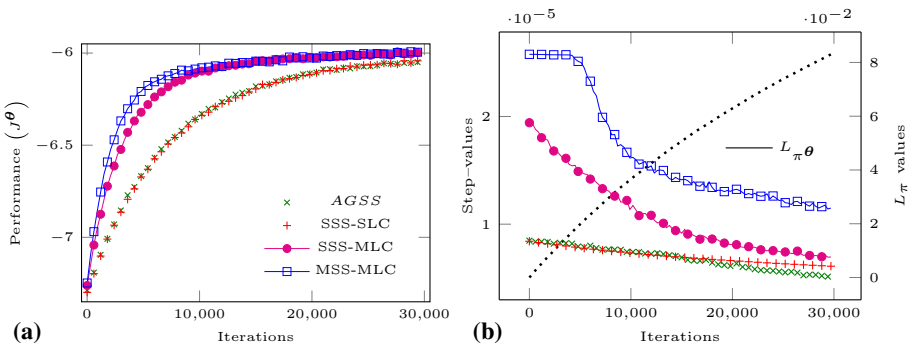 −6
−6.5
−7
0
10,000
20,000
30,000
Iterations
Performance (J^θ)
AGSS
SSS-SLC
SSS-MLC
MSS-MLC
(a)
·10^−5
·10^−2
2
1
Step−values
8
6
4
2
0
L_π values
L_π^θ
0
10,000
20,000
30,000
Iterations
(b)